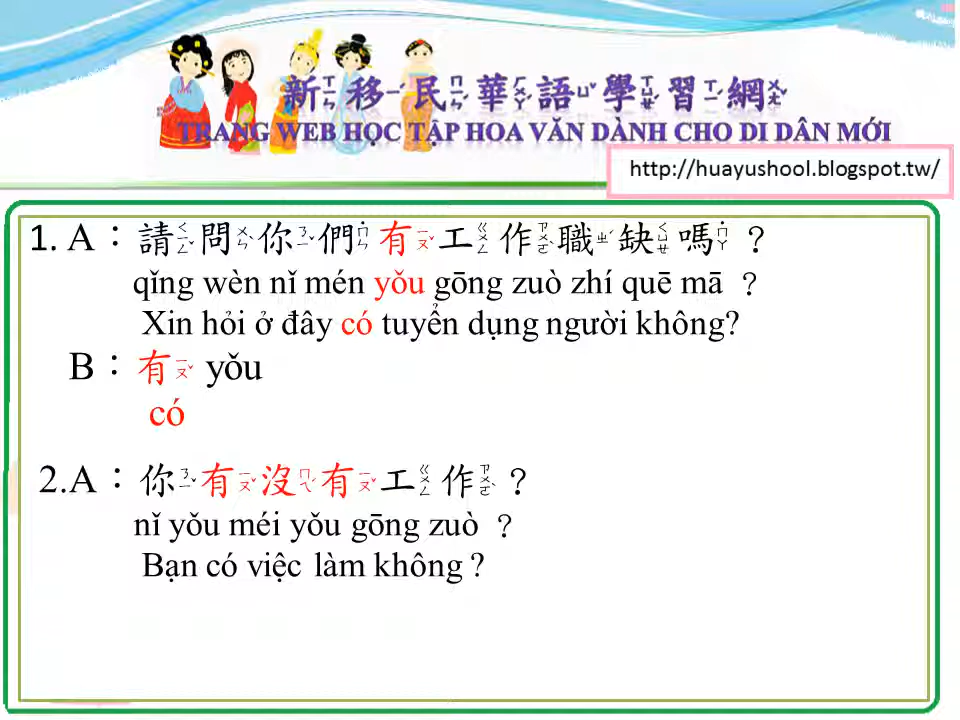 新移民華語學習網
TRANG WEB HỌC TẬP HOA VĂN DÀNH CHO DI DÂN MỚI
http://huayushool.blogspot.tw/
1. A：請問你們有工作職缺嗎？
qǐng wèn nǐ mén yǒu gōng zuò zhí quē mā ？
Xin hỏi ở đây có tuyển dụng người không?
B：有 yǒu
có
2.A：你有沒有工作？
nǐ yǒu méi yǒu gōng zuò ？
Bạn có việc làm không ?